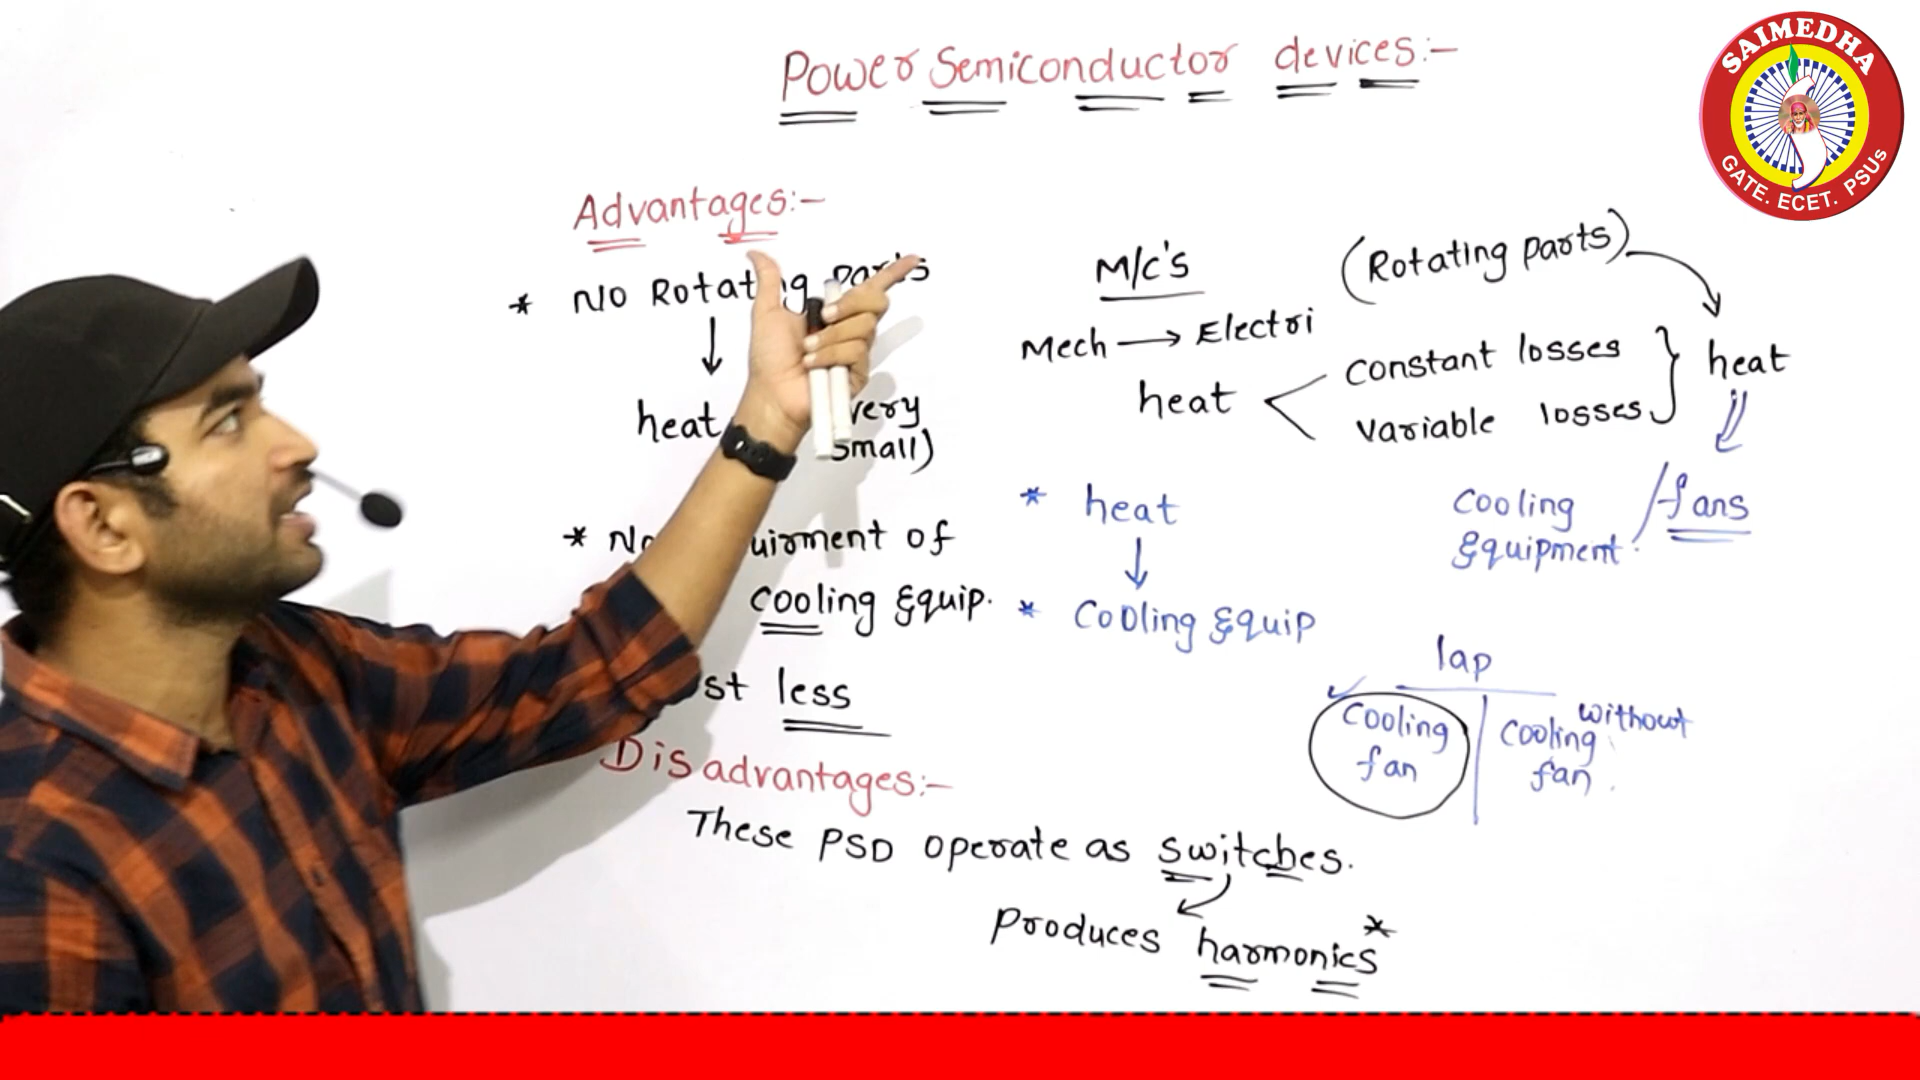 Power Semiconductor devices:-
SAIMEDHA
GATE. ECET. PSUs
Advantages:-
* No Rotating parts
heat very
small)
* No uirment of
cooling Equip.
st less
M/c's
(Rotating parts)
Mech → Electri
heat
Constant losses
Variable losses
heat
* heat
* Cooling Equip
Cooling
Equipment.
/fans
lap
Cooling
fan
without
Cooling
fan.
Disadvantages:-
These PSD operate as switches.
Produces harmonics*